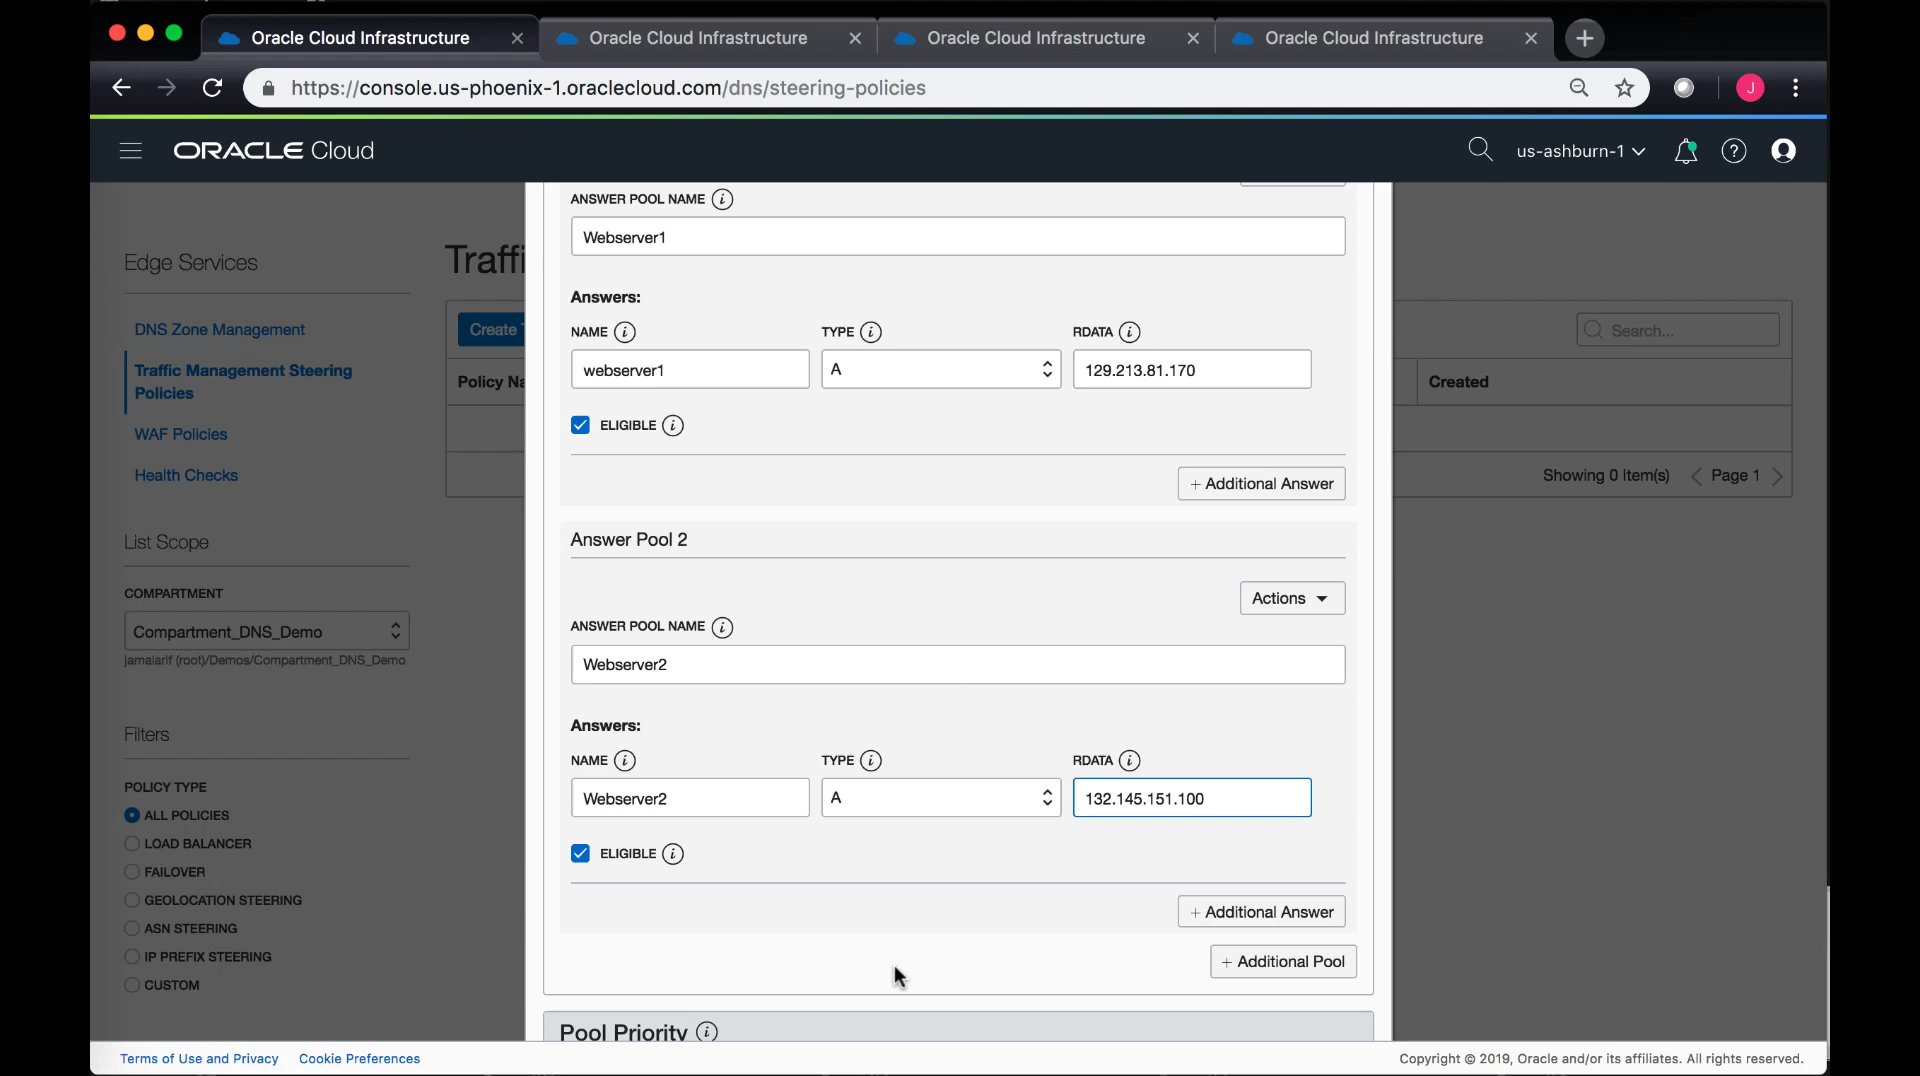 Oracle Cloud Infrastructure
Oracle Cloud Infrastructure
Oracle Cloud Infrastructure
Oracle Cloud Infrastructure
https://console.us-phoenix-1.oraclecloud.com/dns/steering-policies
J
ORACLE Cloud
us-ashburn-1
Edge Services
DNS Zone Management
Traffic Management Steering
Policies
WAF Policies
Health Checks
List Scope
COMPARTMENT
Compartment_DNS_Demo
jamalarif (root)/Demos/Compartment_DNS_Demo
Filters
POLICY TYPE
ALL POLICIES
LOAD BALANCER
FAILOVER
GEOLOCATION STEERING
ASN STEERING
IP PREFIX STEERING
CUSTOM
Traffi
Create
Policy Na
Search...
Created
Showing 0 Item(s)
Page 1
ANSWER POOL NAME
Webserver1
Answers:
NAME TYPE RDATA
webserver1 A 129.213.81.170
ELIGIBLE
+ Additional Answer
Answer Pool 2
Actions
ANSWER POOL NAME
Webserver2
Answers:
NAME TYPE RDATA
Webserver2 A 132.145.151.100
ELIGIBLE
+ Additional Answer
+ Additional Pool
Pool Priority
Terms of Use and Privacy Cookie Preferences
Copyright © 2019, Oracle and/or its affiliates. All rights reserved.